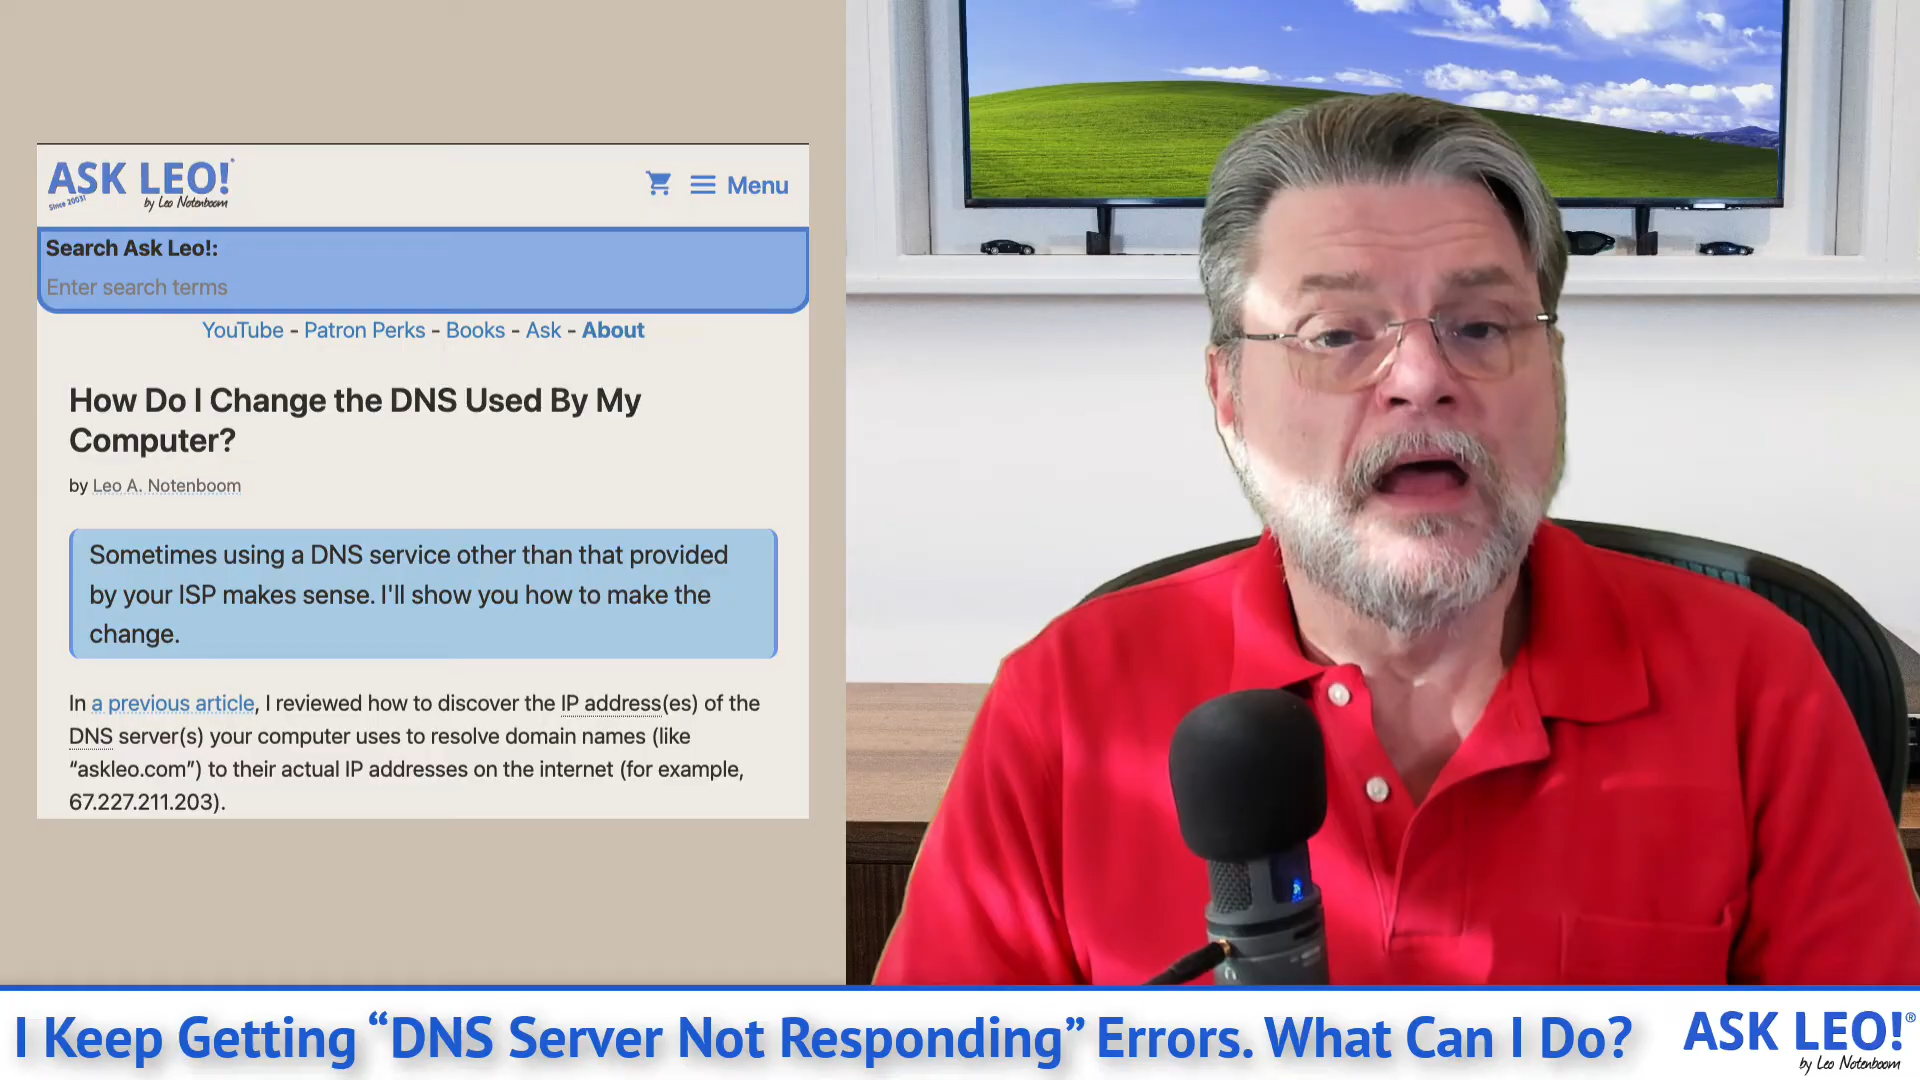 ASK LEO!®
Since 2003!
by Leo Notenboom
Menu
Search Ask Leo!:
Enter search terms
YouTube - Patron Perks - Books - Ask - About
How Do I Change the DNS Used By My
Computer?
by Leo A. Notenboom
Sometimes using a DNS service other than that provided
by your ISP makes sense. I'll show you how to make the
change.
In a previous article, I reviewed how to discover the IP address(es) of the
DNS server(s) your computer uses to resolve domain names (like
“askleo.com”) to their actual IP addresses on the internet (for example,
67.227.211.203).
I Keep Getting “DNS Server Not Responding” Errors. What Can I Do?
ASK LEO!®
by Leo Notenboom